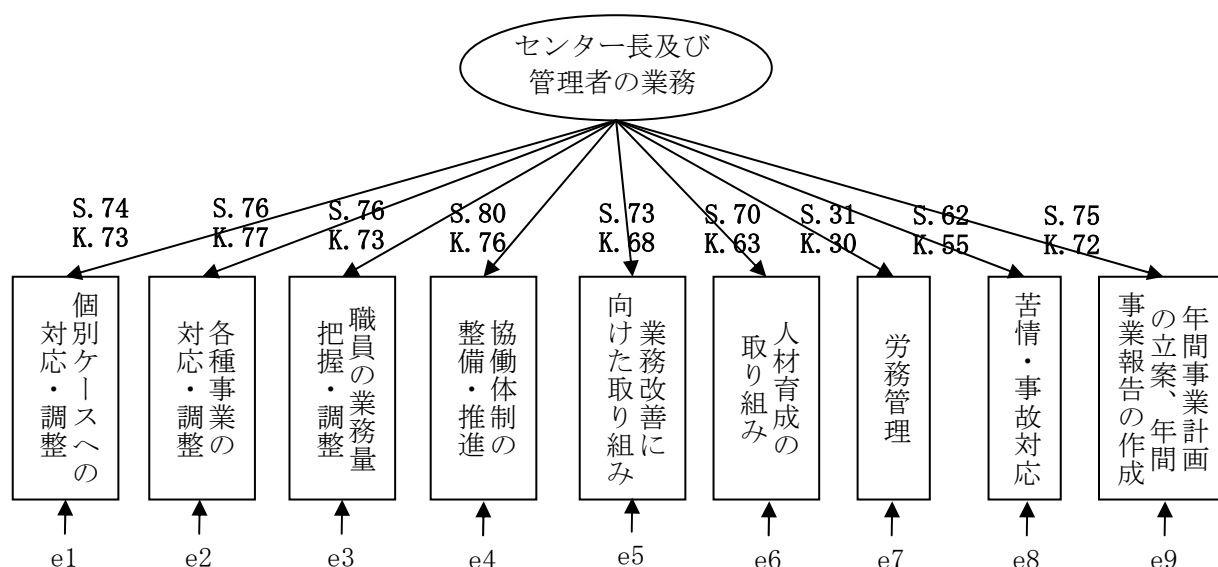 センター長及び
管理者の業務
S.74
K.73
S.76
K.77
S.76
K.73
S.80
K.76
S.73
K.68
S.70
K.63
S.31
K.30
S.62
K.55
S.75
K.72
個別ケースへの
対応・調整
各種事業の
対応・調整
職員の業務量
把握・調整
協働体制の
整備・推進
業務改善に
向けた取り組み
人材育成の
取り組み
労務管理
苦情・事故対応
年間事業計画
の立案、年間
事業報告の作成
e1
e2
e3
e4
e5
e6
e7
e8
e9